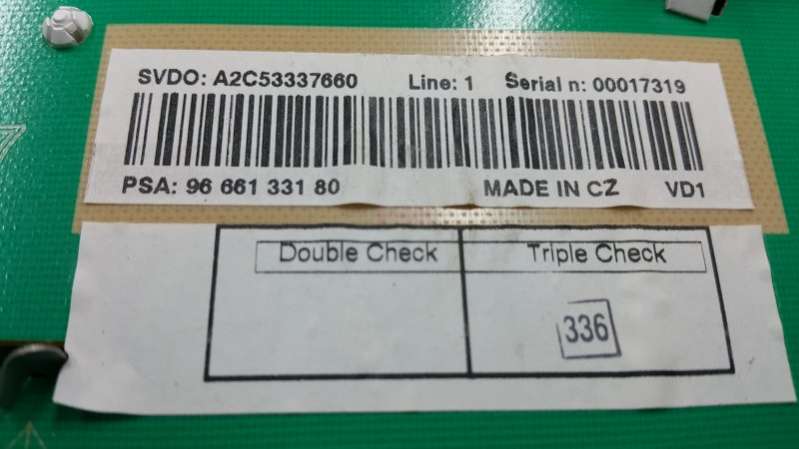 SVDO: A2C53337660 Line: 1 Serial n: 00017319
PSA: 96 661 331 80 MADE IN CZ VD1
Double Check Triple Check
336
7